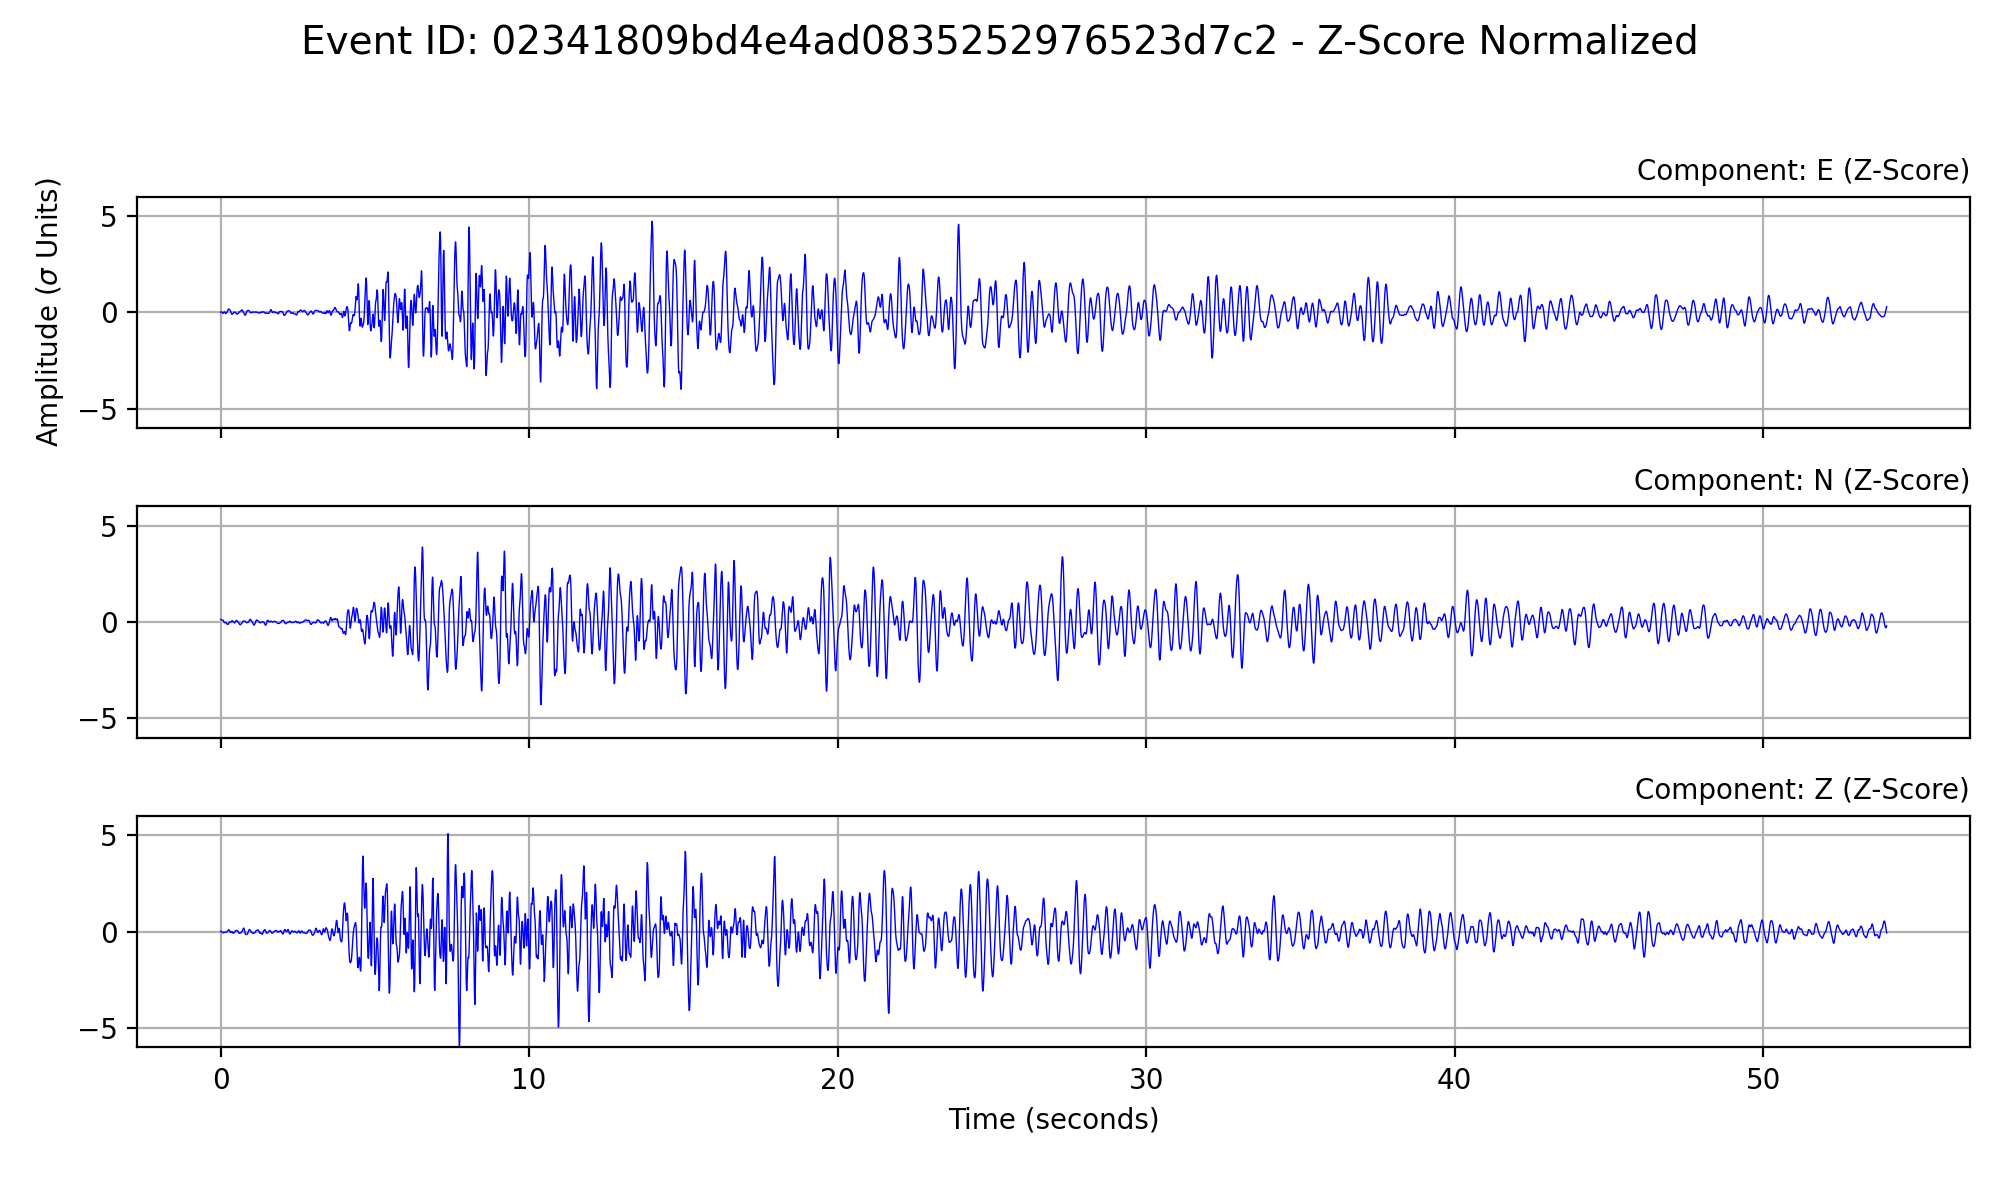 Event ID: 02341809bd4e4ad0835252976523d7c2 - Z-Score Normalized
Component: E (Z-Score)
Amplitude (σ Units)
5
0
−5
Component: N (Z-Score)
5
0
−5
Component: Z (Z-Score)
5
0
−5
0 10 20 30 40 50
Time (seconds)